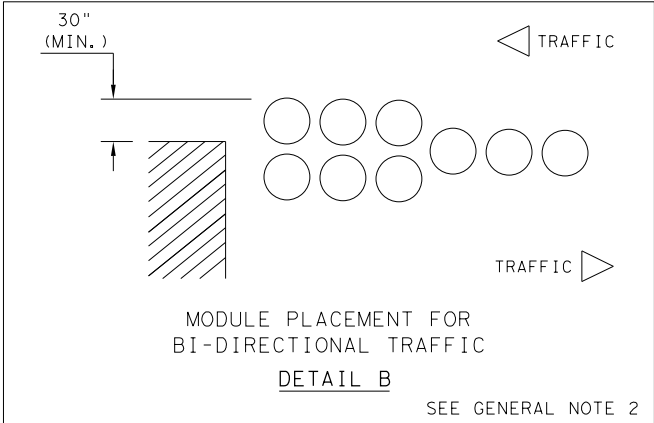 30"
(MIN.)
TRAFFIC
TRAFFIC
MODULE PLACEMENT FOR
BI-DIRECTIONAL TRAFFIC
DETAIL B
SEE GENERAL NOTE 2